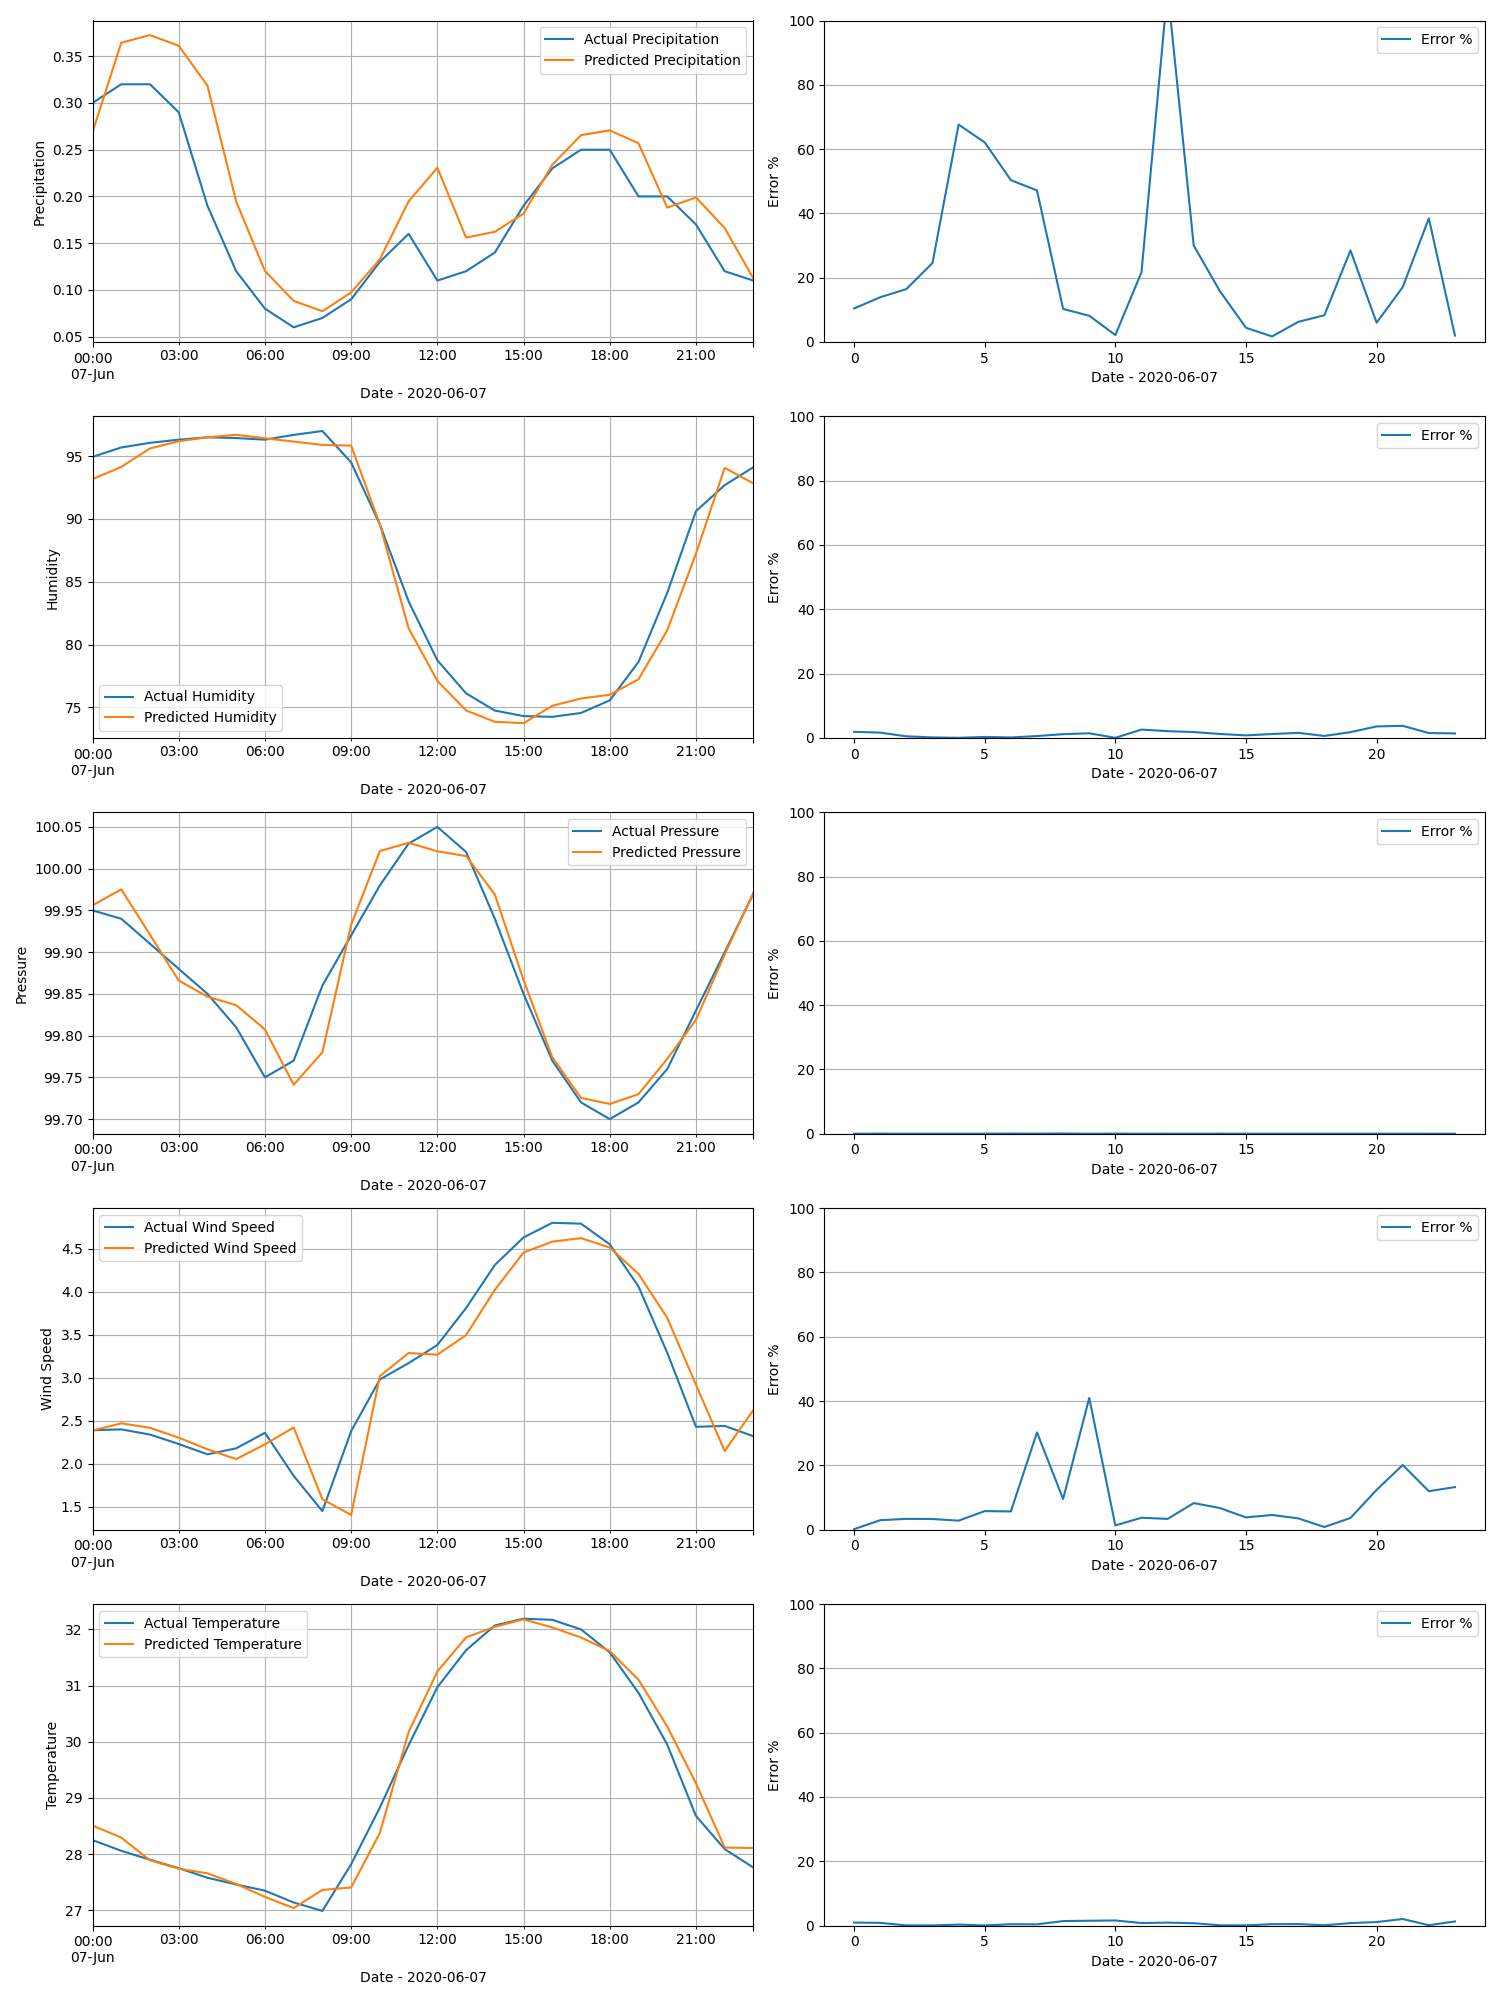 Actual Precipitation
Predicted Precipitation
Precipitation
0.35
0.30
0.25
0.20
0.15
0.10
0.05
00:00 03:00 06:00 09:00 12:00 15:00 18:00 21:00
07-Jun
Date - 2020-06-07
Error %
Error %
100
80
60
40
20
0
0 5 10 15 20
Date - 2020-06-07
Humidity
95
90
85
80
75
Actual Humidity
Predicted Humidity
00:00 03:00 06:00 09:00 12:00 15:00 18:00 21:00
07-Jun
Date - 2020-06-07
Error %
Error %
100
80
60
40
20
0
0 5 10 15 20
Date - 2020-06-07
Actual Pressure
Predicted Pressure
Pressure
100.05
100.00
99.95
99.90
99.85
99.80
99.75
99.70
00:00 03:00 06:00 09:00 12:00 15:00 18:00 21:00
07-Jun
Date - 2020-06-07
Error %
Error %
100
80
60
40
20
0
0 5 10 15 20
Date - 2020-06-07
Actual Wind Speed
Predicted Wind Speed
Wind Speed
4.5
4.0
3.5
3.0
2.5
2.0
1.5
00:00 03:00 06:00 09:00 12:00 15:00 18:00 21:00
07-Jun
Date - 2020-06-07
Error %
Error %
100
80
60
40
20
0
0 5 10 15 20
Date - 2020-06-07
Actual Temperature
Predicted Temperature
Temperature
32
31
30
29
28
27
00:00 03:00 06:00 09:00 12:00 15:00 18:00 21:00
07-Jun
Date - 2020-06-07
Error %
Error %
100
80
60
40
20
0
0 5 10 15 20
Date - 2020-06-07